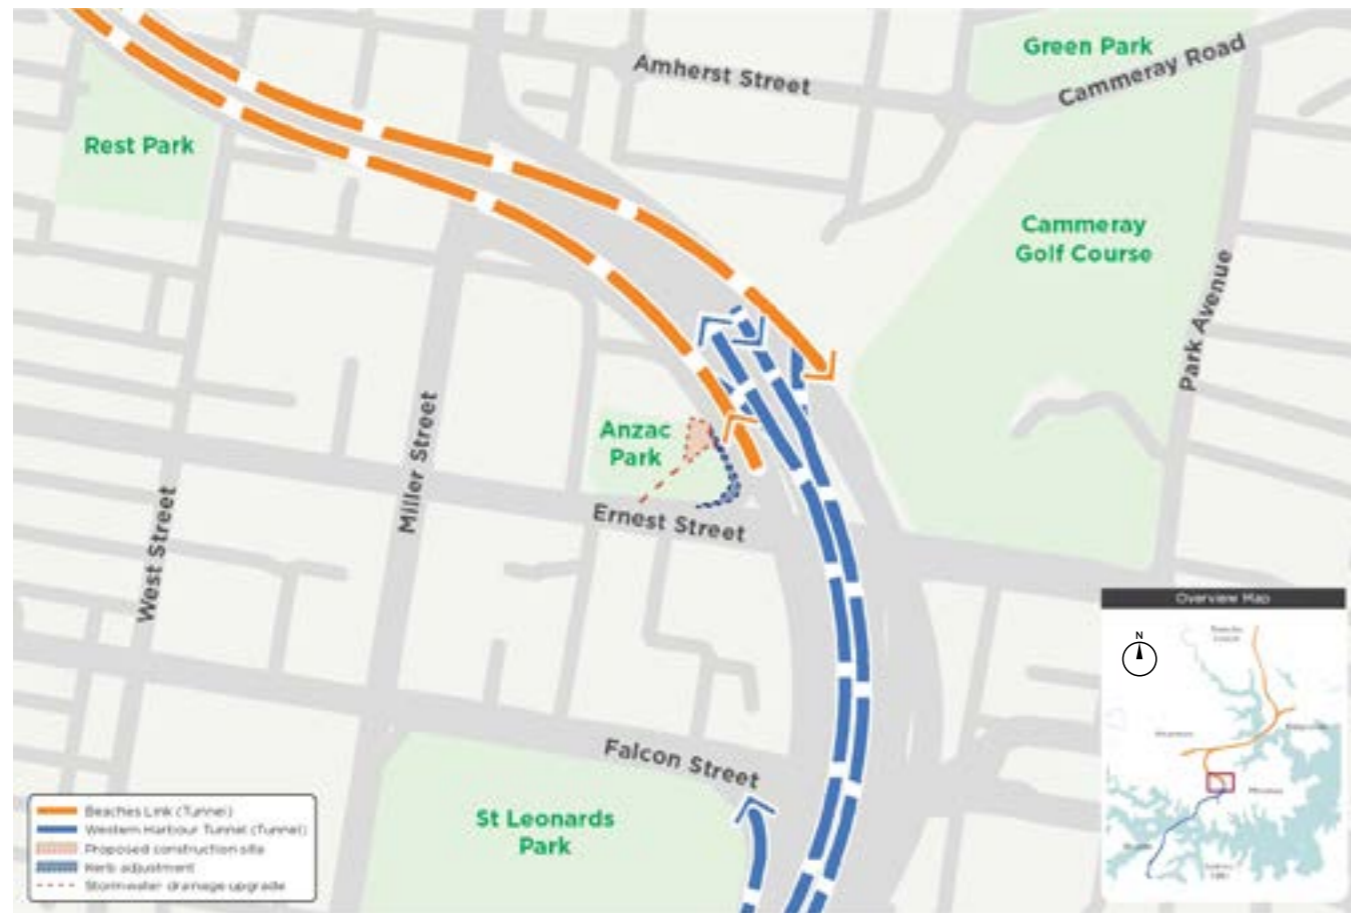 Green Park
Amherst Street
Cammeray Road
Rest Park
Cammeray
Golf Course
Park Avenue
Miller Street
Anzac
Park
West Street
Ernest Street
Falcon Street
St Leonards
Park
Beaches Link (Tunnel)
Western Harbour Tunnel (Tunnel)
Proposed construction site
Kerb adjustment
Stormwater drainage upgrade
Overview Map
N